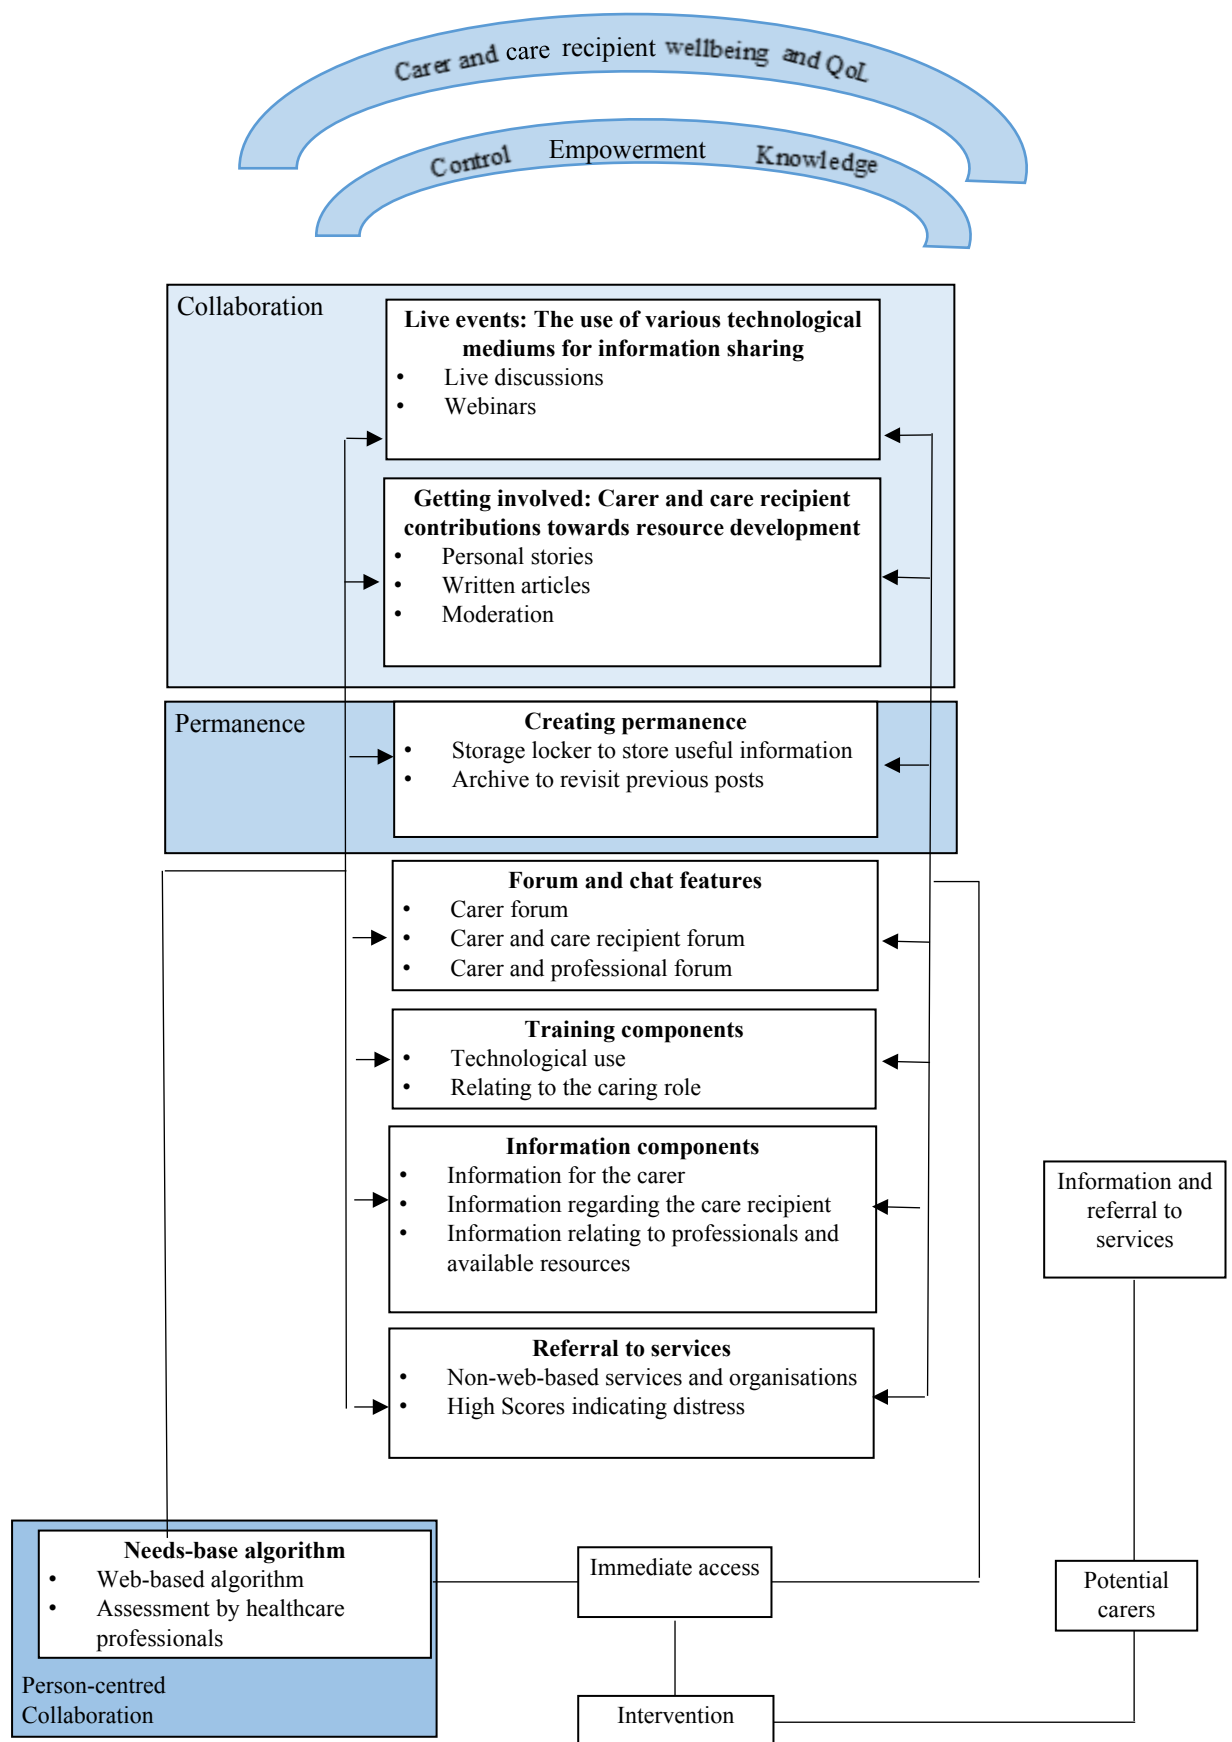 Carer and care recipient wellbeing and QoL
Control Empowerment Knowledge
Collaboration
Live events: The use of various technological
mediums for information sharing
• Live discussions
• Webinars
Getting involved: Carer and care recipient
contributions towards resource development
• Personal stories
• Written articles
• Moderation
Permanence
Creating permanence
• Storage locker to store useful information
• Archive to revisit previous posts
Forum and chat features
• Carer forum
• Carer and care recipient forum
• Carer and professional forum
Training components
• Technological use
• Relating to the caring role
Information components
• Information for the carer
• Information regarding the care recipient
• Information relating to professionals and
available resources
Information and
referral to
services
Referral to services
• Non-web-based services and organisations
• High Scores indicating distress
Needs-base algorithm
• Web-based algorithm
• Assessment by healthcare
professionals
Person-centred
Collaboration
Immediate access
Potential
carers
Intervention